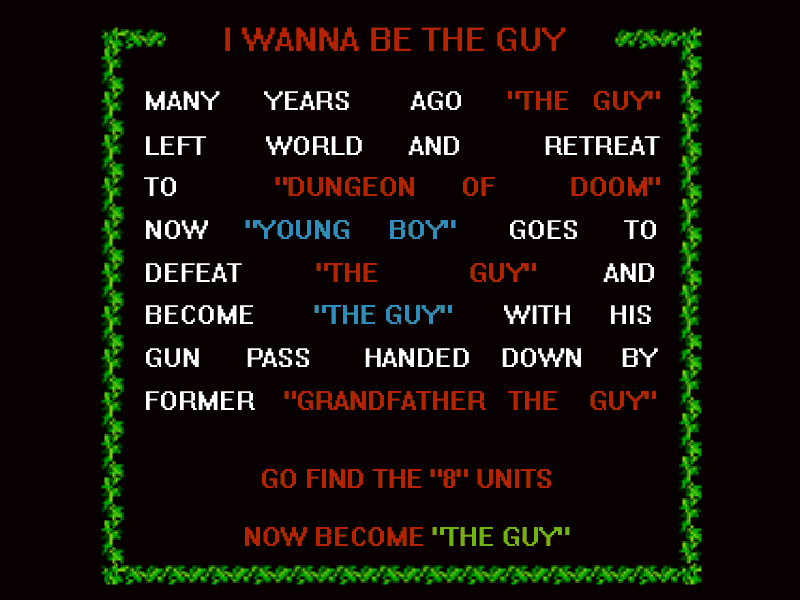 I WANNA BE THE GUY
MANY YEARS AGO "THE GUY"
LEFT WORLD AND RETREAT
TO "DUNGEON OF DOOM"
NOW "YOUNG BOY" GOES TO
DEFEAT "THE GUY" AND
BECOME "THE GUY" WITH HIS
GUN PASS HANDED DOWN BY
FORMER "GRANDFATHER THE GUY"
GO FIND THE "8" UNITS
NOW BECOME "THE GUY"